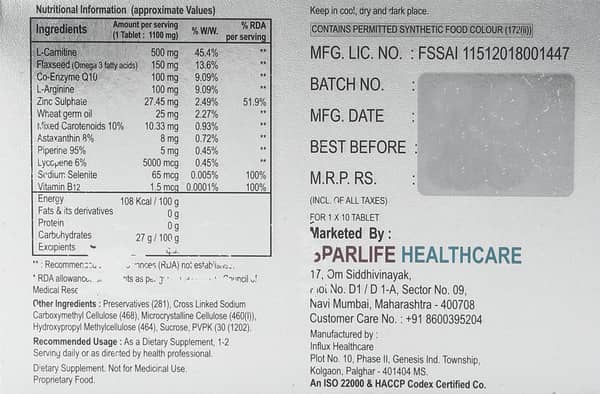 Nutritional Information (approximate Values)
Ingredients Amount per serving (1 Tablet : 1100 mg) % W/W. % RDA per serving
L-Carnitine 500 mg 45.4% **
Flaxseed (Omega 3 fatty acids) 150 mg 13.6% **
Co-Enzyme Q10 100 mg 9.09% **
L-Arginine 100 mg 9.09% **
Zinc Sulphate 27.45 mg 2.49% 51.9%
Wheat germ oil 25 mg 2.27% **
Mixed Carotenoids 10% 10.33 mg 0.93% **
Astaxanthin 8% 8 mg 0.72% **
Piperine 95% 5 mg 0.45% **
Lycopene 6% 5000 mcg 0.45% **
Sodium Selenite 65 mcg 0.005% 100%
Vitamin B12 1.5 mcg 0.0001% 100%
Energy 108 Kcal / 100 g
Fats & its derivatives 0 g
Protein 0 g
Carbohydrates 27 g / 100 g
Excipients
** : (RDA) not
* RDA as
Medical
Other Ingredients : Preservatives (281), Cross Linked Sodium
Carboxymethyl Cellulose (468), Microcrystalline Cellulose (460(I)),
Hydroxypropyl Methylcellulose (464), Sucrose, PVPK (30 (1202).
Recommended Usage : As a Dietary Supplement, 1-2
Serving daily or as directed by health professional.
Dietary Supplement. Not for Medicinal Use.
Proprietary Food.
Keep in cool, dry and dark place.
CONTAINS PERMITTED SYNTHETIC FOOD COLOUR (172(ii))
MFG. LIC. NO. : FSSAI 11512018001447
BATCH NO. :
MFG. DATE :
BEST BEFORE :
M.R.P. RS. :
(INCL. OF ALL TAXES)
FOR 1 X 10 TABLET
Marketed By :
SPARLIFE HEALTHCARE
17, Om Siddhivinayak,
No. D1 / D 1-A, Sector No. 09,
Navi Mumbai, Maharashtra - 400708
Customer Care No. : +91 8600395204
Manufactured by :
Influx Healthcare
Plot No. 10, Phase II, Genesis Ind. Township,
Kolgaon, Palghar - 401404 MS.
An ISO 22000 & HACCP Codex Certified Co.